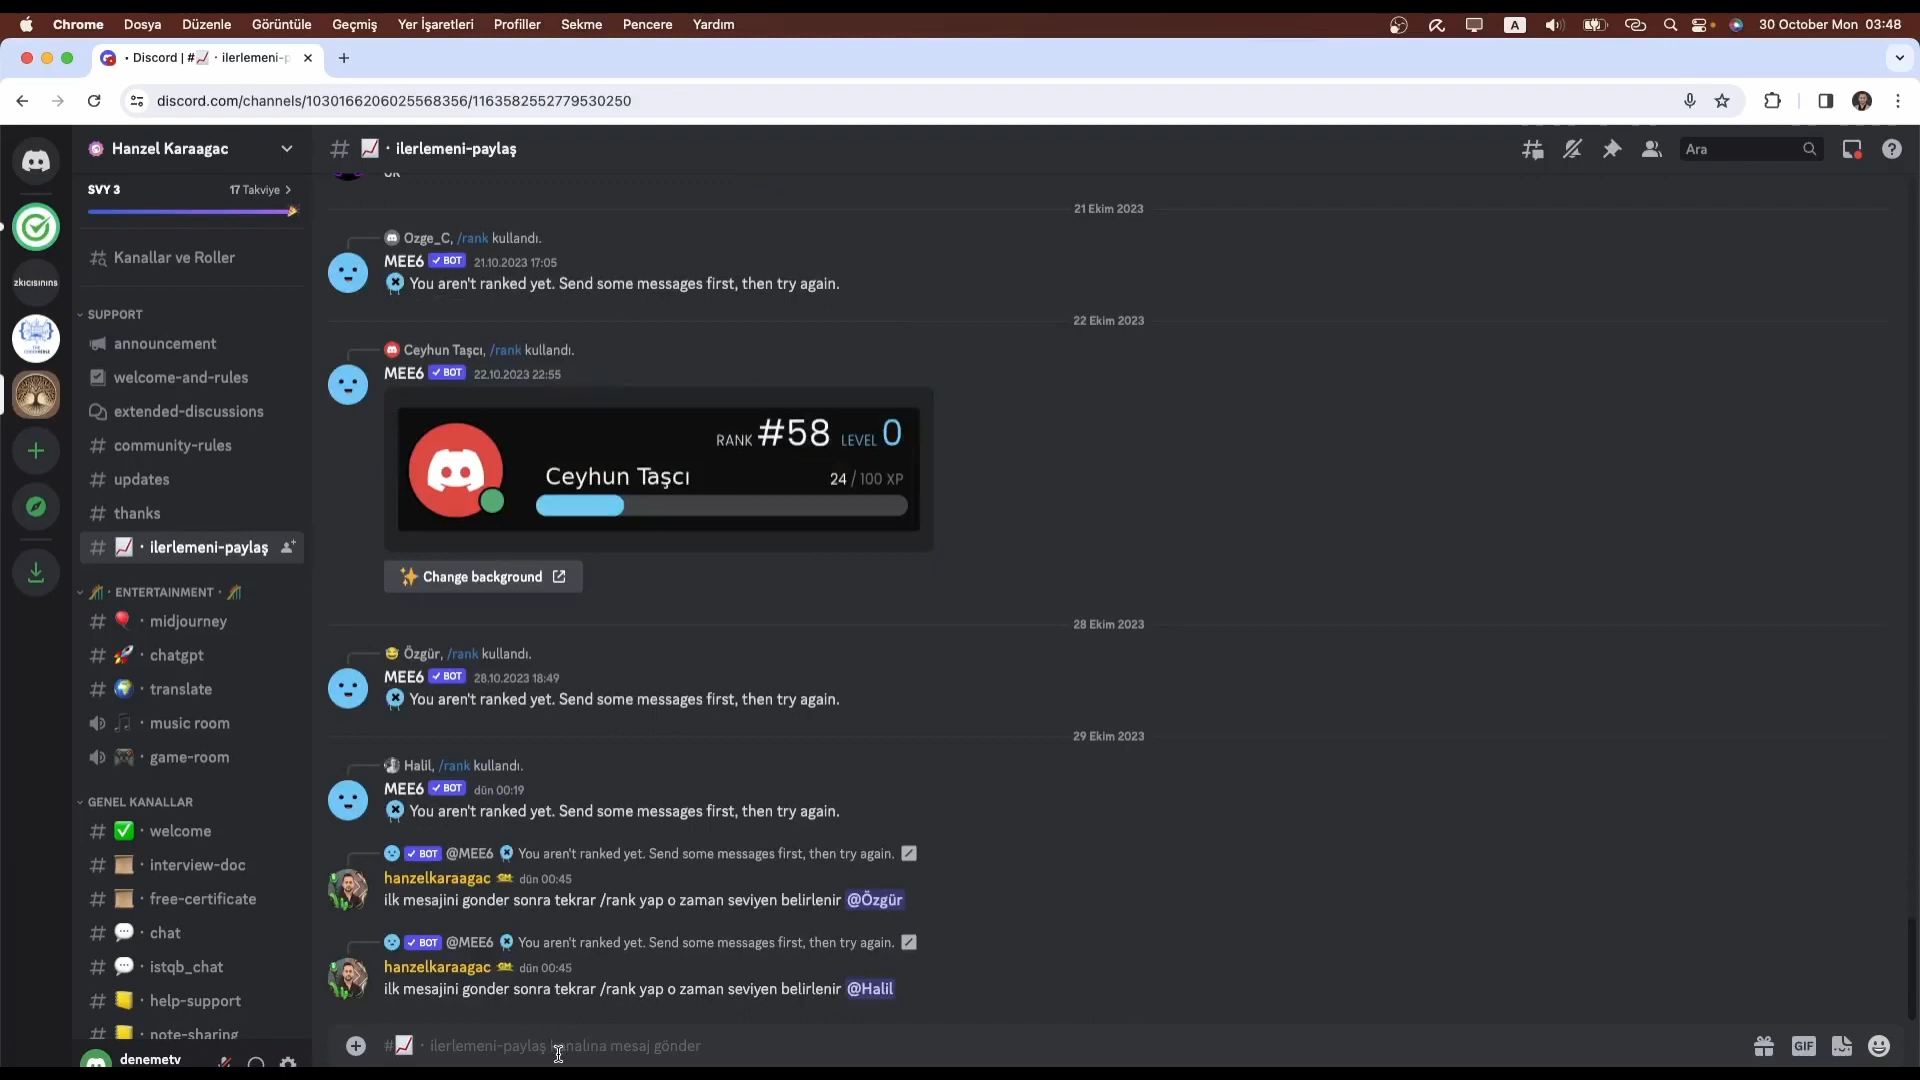 Chrome Dosya Düzenle Görüntüle Geçmiş Yer İşaretleri Profiller Sekme Pencere Yardım A 30 October Mon 03:48
· Discord | #📈 · ilerlemeni-p
discord.com/channels/1030166206025568356/1163582552779530250
Hanzel Karaagac
SVY 3 17 Takviye
Kanallar ve Roller
SUPPORT
announcement
welcome-and-rules
extended-discussions
community-rules
updates
thanks
📈 · ilerlemeni-paylaş
ENTERTAINMENT ·
· midjourney
· chatgpt
· translate
· music room
· game-room
GENEL KANALLAR
· welcome
· interview-doc
· free-certificate
· chat
· istqb_chat
· help-support
· note-sharing
denemetv
zkicisinins
# 📈 · ilerlemeni-paylaş Ara
21 Ekim 2023
Ozge_C, /rank kullandı.
MEE6 ✓ BOT 21.10.2023 17:05
You aren't ranked yet. Send some messages first, then try again.
22 Ekim 2023
Ceyhun Taşcı, /rank kullandı.
MEE6 ✓ BOT 22.10.2023 22:55
RANK #58 LEVEL 0
Ceyhun Taşcı 24 / 100 XP
✨ Change background
28 Ekim 2023
Özgür, /rank kullandı.
MEE6 ✓ BOT 28.10.2023 18:49
You aren't ranked yet. Send some messages first, then try again.
29 Ekim 2023
Halil, /rank kullandı.
MEE6 ✓ BOT dün 00:19
You aren't ranked yet. Send some messages first, then try again.
✓ BOT @MEE6 You aren't ranked yet. Send some messages first, then try again.
hanzelkaraagac dün 00:45
ilk mesajini gonder sonra tekrar /rank yap o zaman seviyen belirlenir @Özgür
✓ BOT @MEE6 You aren't ranked yet. Send some messages first, then try again.
hanzelkaraagac dün 00:45
ilk mesajini gonder sonra tekrar /rank yap o zaman seviyen belirlenir @Halil
#📈 · ilerlemeni-paylaş kanalına mesaj gönder GIF